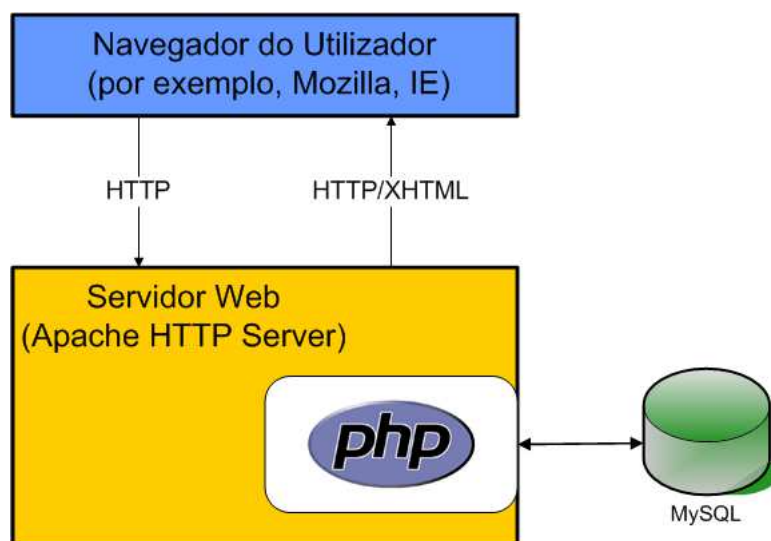 Navegador do Utilizador
(por exemplo, Mozilla, IE)
HTTP
HTTP/XHTML
Servidor Web
(Apache HTTP Server)
php
MySQL